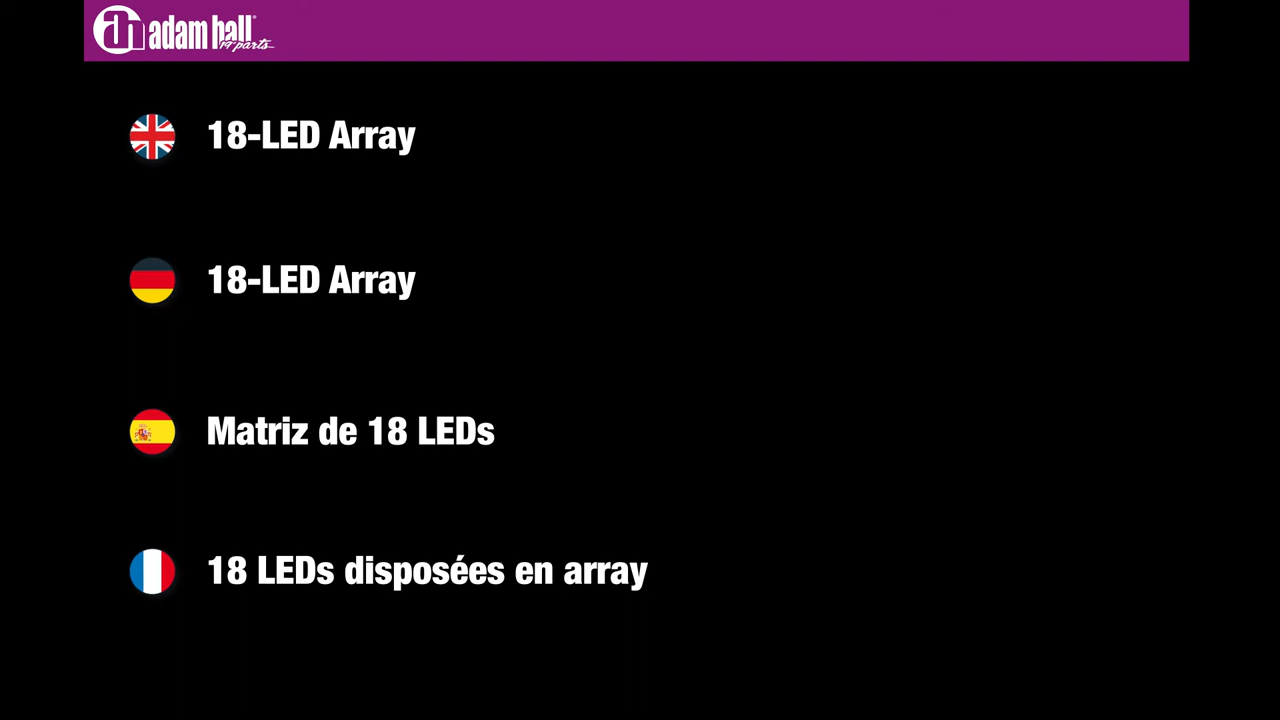 adam hall®
19" parts
18-LED Array
18-LED Array
Matriz de 18 LEDs
18 LEDs disposées en array